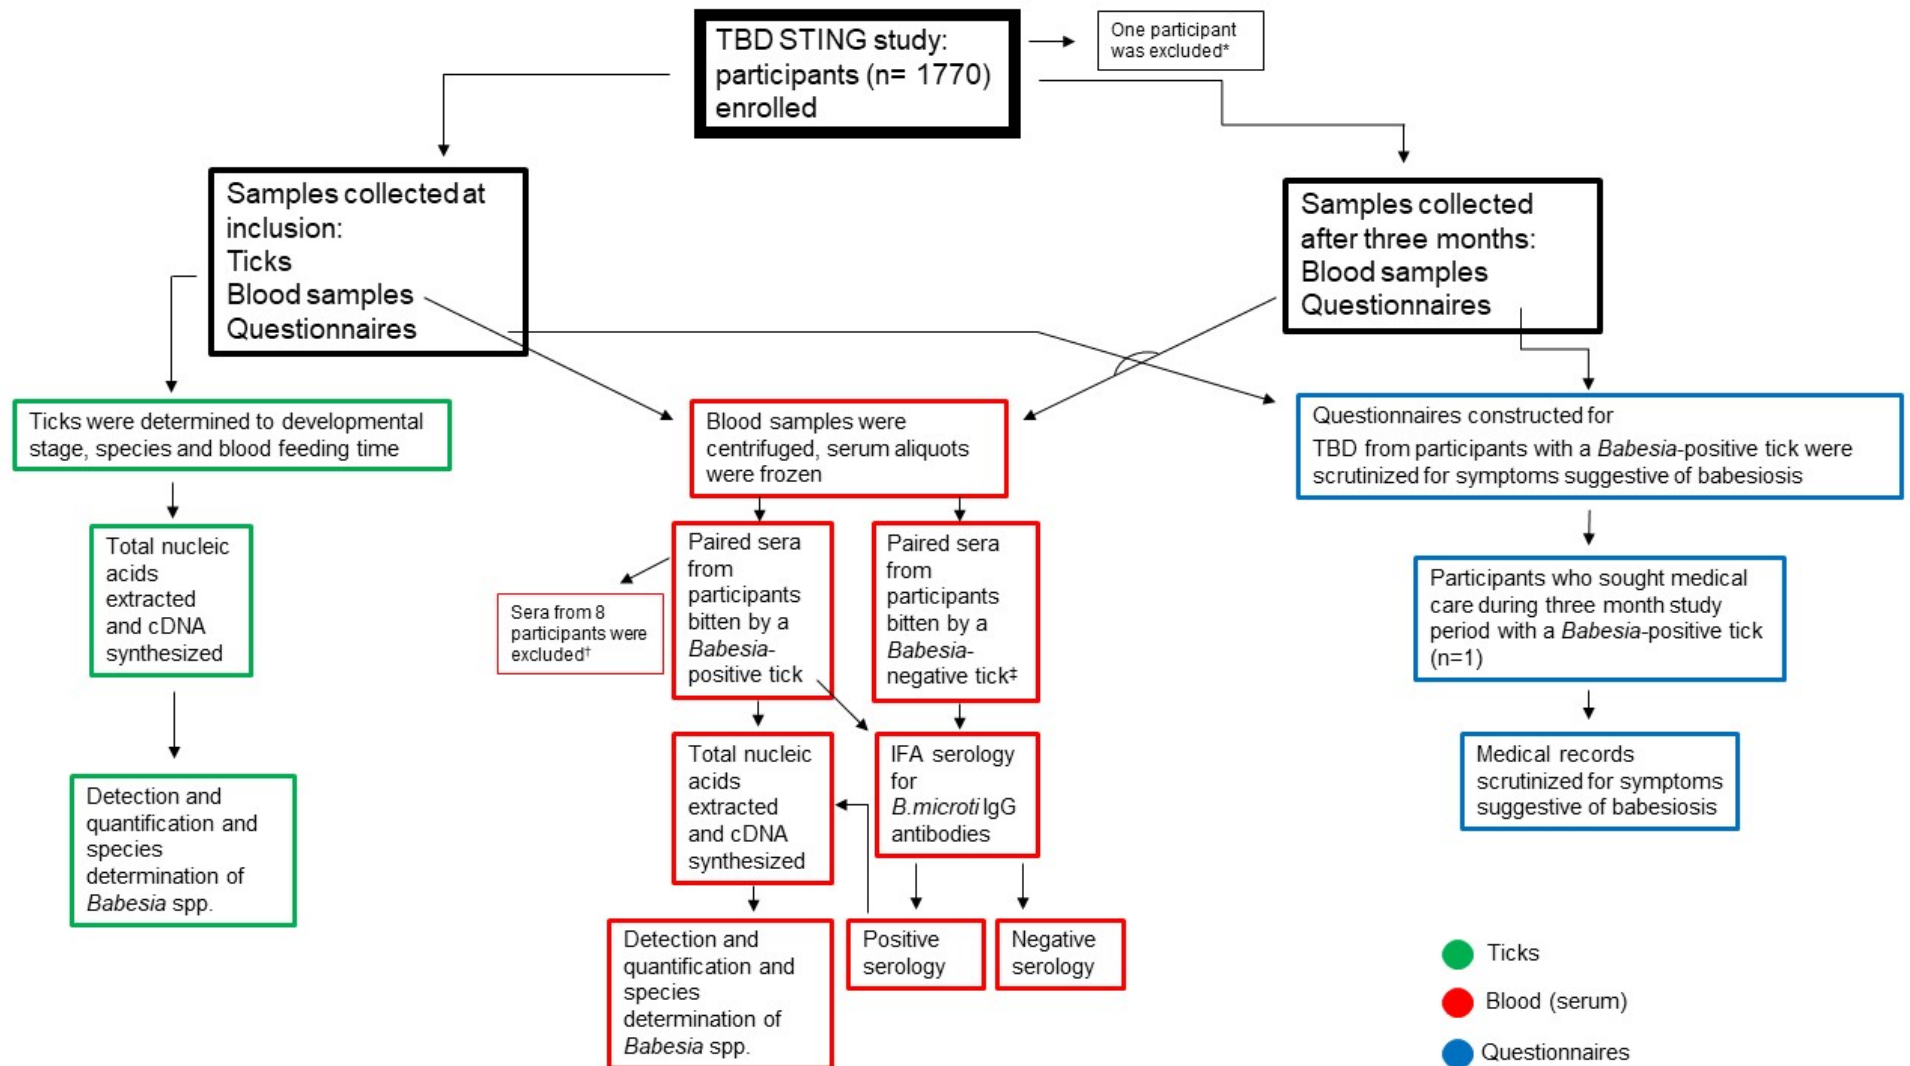 TBD STING study:
participants (n= 1770)
enrolled
One participant
was excluded*
Samples collected at
inclusion:
Ticks
Blood samples
Questionnaires
Samples collected
after three months:
Blood samples
Questionnaires
Ticks were determined to developmental
stage, species and blood feeding time
Total nucleic
acids
extracted
and cDNA
synthesized
Detection and
quantification and
species
determination of
Babesia spp.
Blood samples were
centrifuged, serum aliquots
were frozen
Paired sera
from
participants
bitten by a
Babesia-
positive tick
Sera from 8
participants were
excluded†
Paired sera
from
participants
bitten by a
Babesia-
negative tick‡
Total nucleic
acids
extracted
and cDNA
synthesized
IFA serology
for
B.microti IgG
antibodies
Detection and
quantification and
species
determination of
Babesia spp.
Positive
serology
Negative
serology
Questionnaires constructed for
TBD from participants with a Babesia-positive tick were
scrutinized for symptoms suggestive of babesiosis
Participants who sought medical
care during three month study
period with a Babesia-positive tick
(n=1)
Medical records
scrutinized for symptoms
suggestive of babesiosis
Ticks
Blood (serum)
Questionnaires